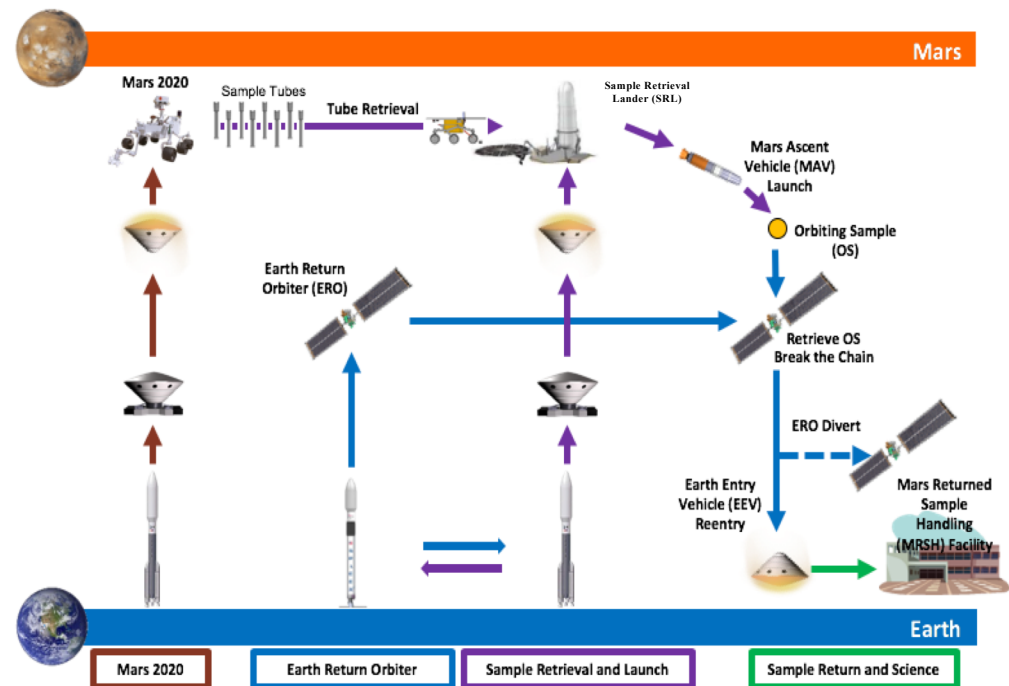 Mars
Mars 2020
Sample Tubes
Tube Retrieval
Sample Retrieval
Lander (SRL)
Mars Ascent
Vehicle (MAV)
Launch
Orbiting Sample
(OS)
Earth Return
Orbiter (ERO)
Retrieve OS
Break the Chain
ERO Divert
Earth Entry
Vehicle (EEV)
Reentry
Mars Returned
Sample
Handling
(MRSH) Facility
Earth
Mars 2020
Earth Return Orbiter
Sample Retrieval and Launch
Sample Return and Science